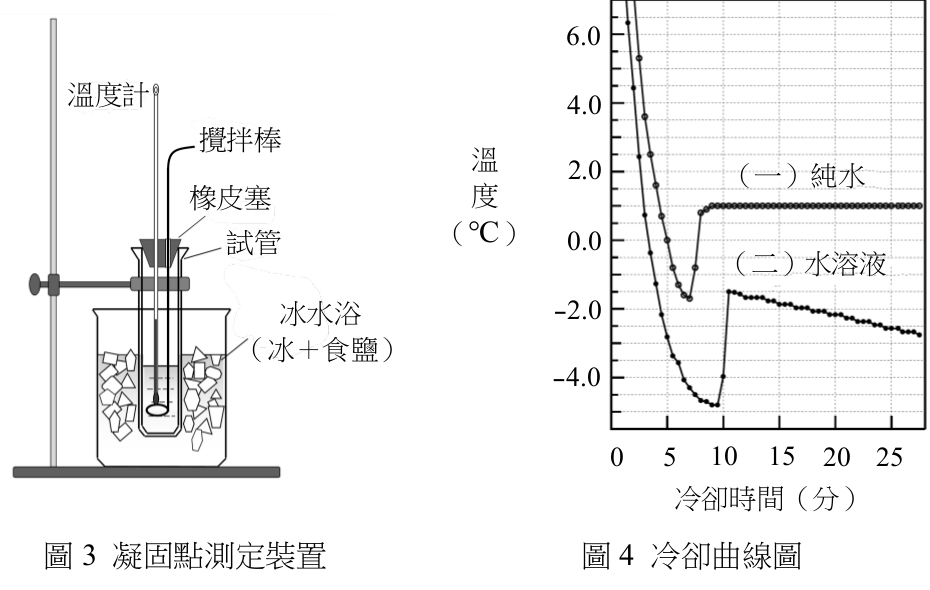 溫度計
攪拌棒
橡皮塞
試管
冰水浴
（冰＋食鹽）
圖 3 凝固點測定裝置
溫度
（℃）
6.0
4.0
2.0
0.0
−2.0
−4.0
（一）純水
（二）水溶液
0 5 10 15 20 25
冷卻時間（分）
圖 4 冷卻曲線圖